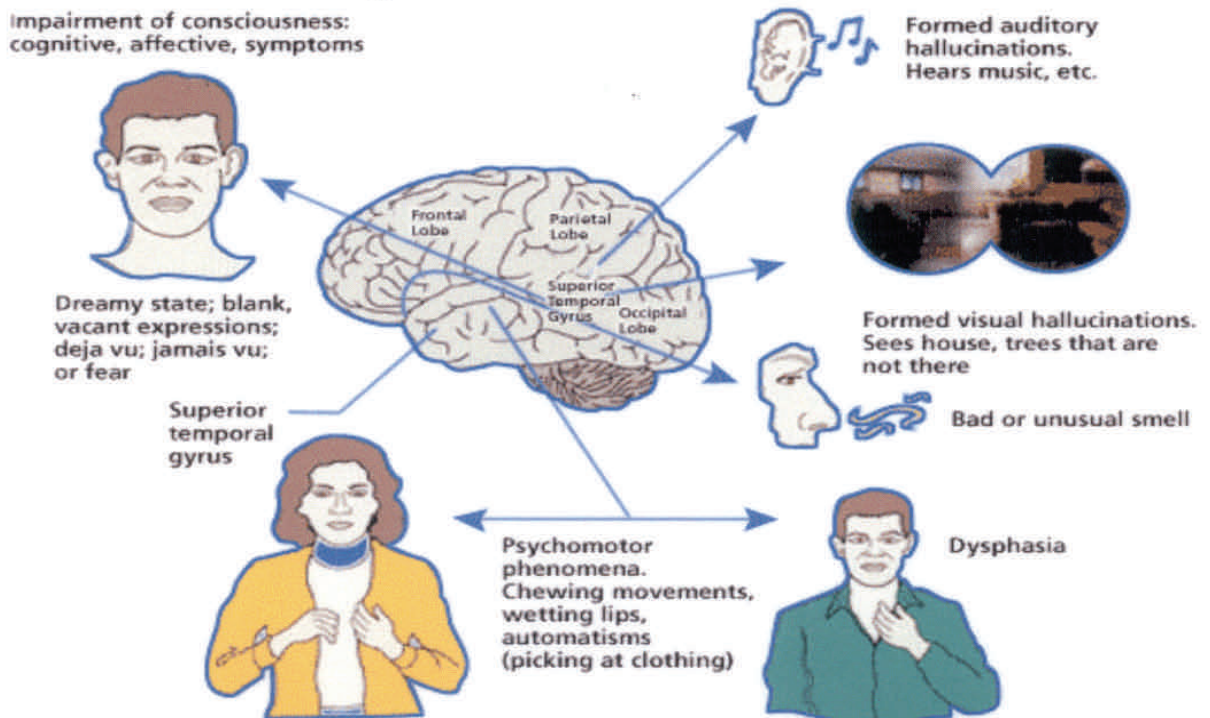 Impairment of consciousness:
cognitive, affective, symptoms
Formed auditory
hallucinations.
Hears music, etc.
Frontal
Lobe
Parietal
Lobe
Superior
Temporal
Gyrus
Occipital
Lobe
Dreamy state; blank,
vacant expressions;
deja vu; jamais vu;
or fear
Formed visual hallucinations.
Sees house, trees that are
not there
Superior
temporal
gyrus
Bad or unusual smell
Psychomotor
phenomena.
Chewing movements,
wetting lips,
automatisms
(picking at clothing)
Dysphasia